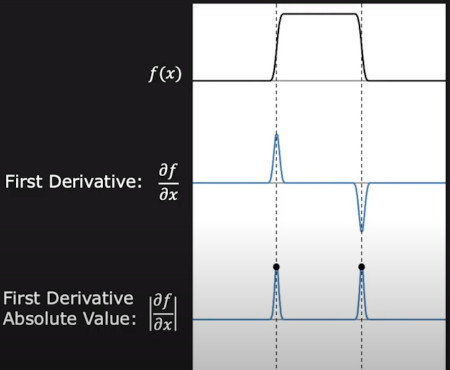 f(x)
First Derivative: ∂f/∂x
First Derivative
Absolute Value: |∂f/∂x|